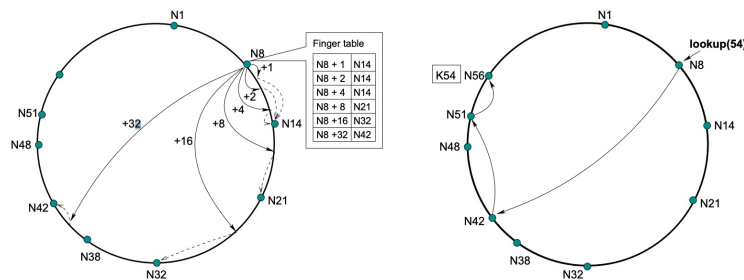 N1
N8
Finger table
N8 + 1 N14
N8 + 2 N14
N8 + 4 N14
N8 + 8 N21
N8 +16 N32
N8 +32 N42
+1
+2
+4
+8
+16
+32
N14
N21
N32
N38
N42
N48
N51
N1
lookup(54)
N8
K54
N56
N51
N14
N48
N21
N42
N38
N32